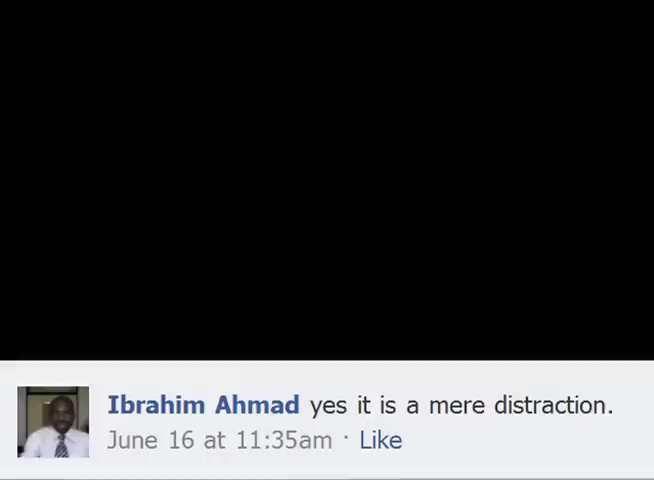 Ibrahim Ahmad yes it is a mere distraction.
June 16 at 11:35am · Like